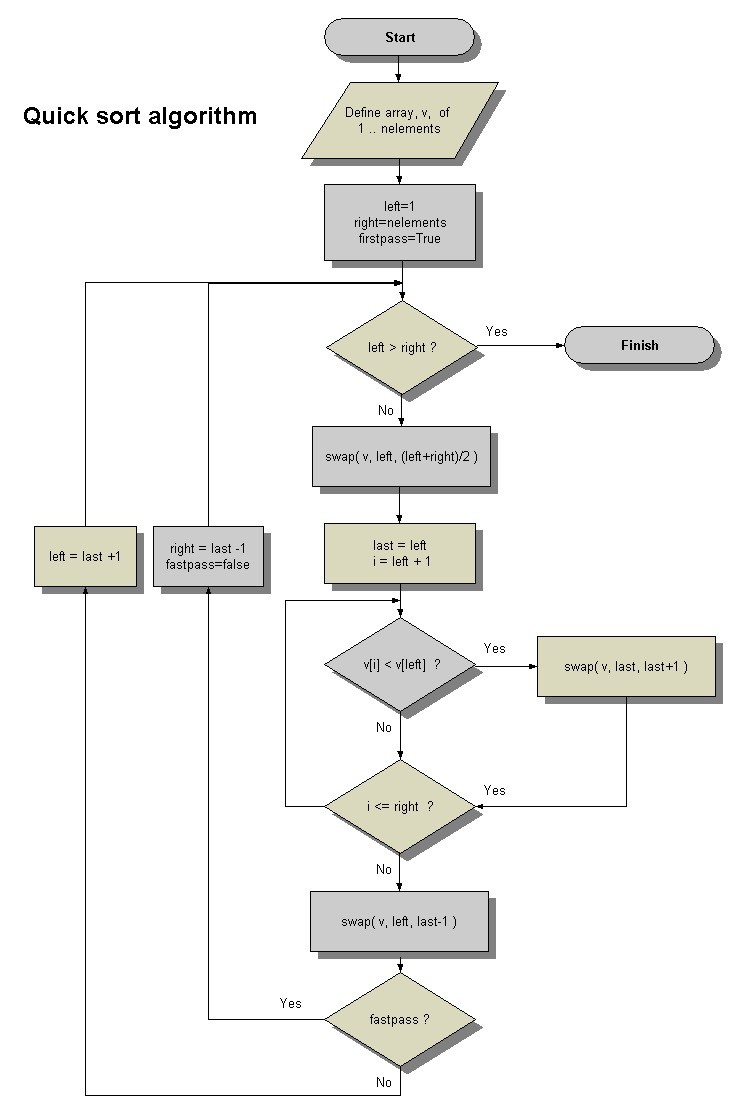 Start
Quick sort algorithm
Define array, v, of
1 .. nelements
left=1
right=nelements
firstpass=True
left > right ?
Yes
Finish
No
swap( v, left, (left+right)/2 )
left = last +1
right = last -1
fastpass=false
last = left
i = left + 1
v[i] < v[left] ?
Yes
swap( v, last, last+1 )
No
i <= right ?
Yes
No
swap( v, left, last-1 )
fastpass ?
Yes
No